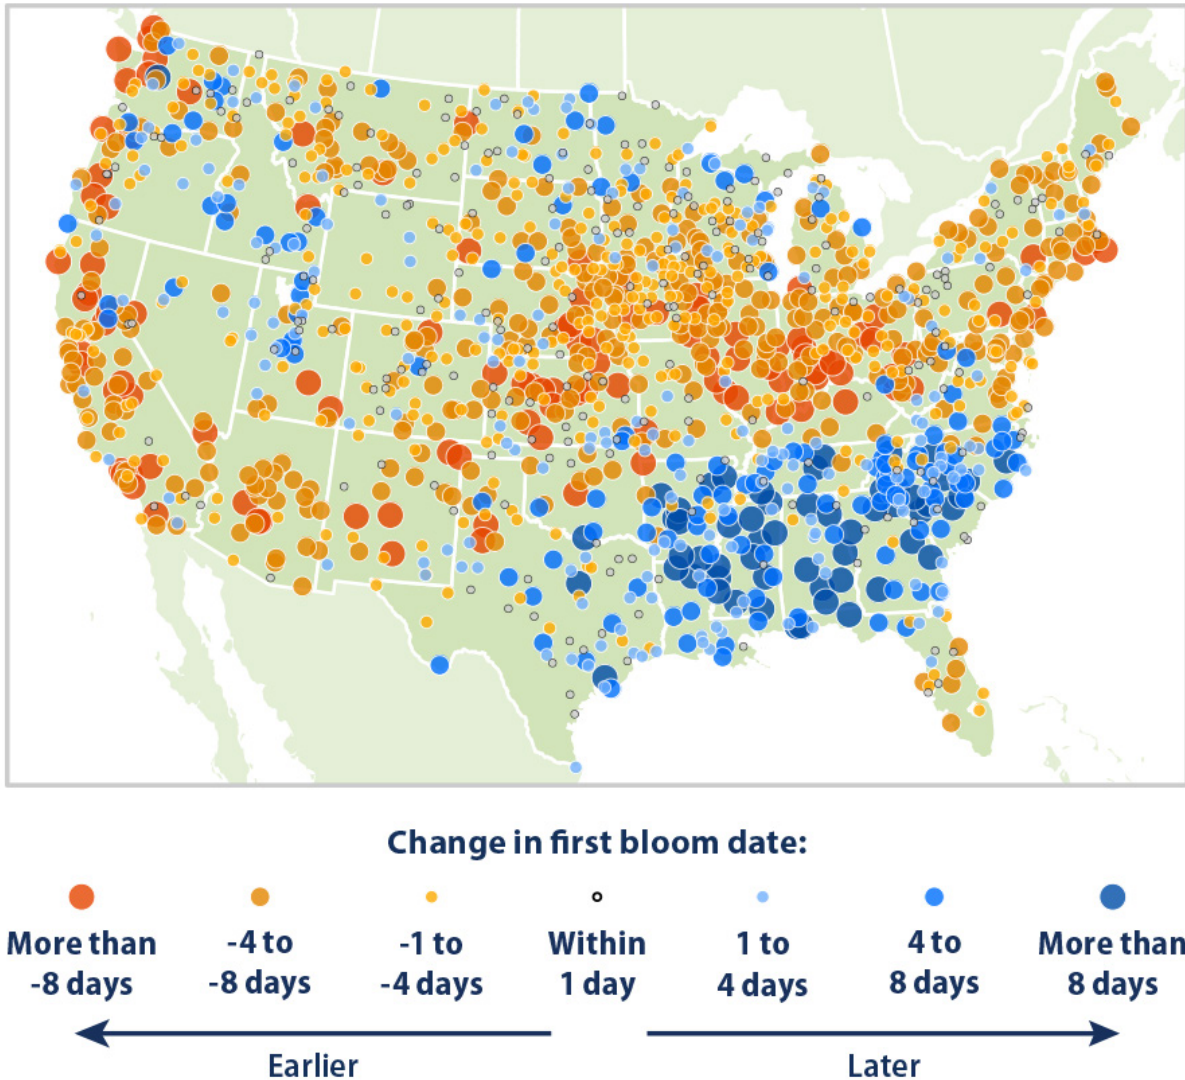 Change in first bloom date:
More than -4 to -1 to Within 1 to 4 to More than
-8 days -8 days -4 days 1 day 4 days 8 days 8 days
Earlier Later